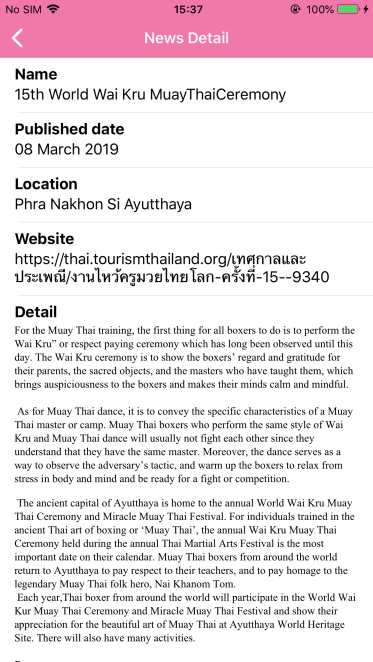 No SIM 15:37 100%
News Detail
Name
15th World Wai Kru MuayThaiCeremony
Published date
08 March 2019
Location
Phra Nakhon Si Ayutthaya
Website
https://thai.tourismthailand.org/เทศกาลและ
ประเพณี/งานไหว้ครูมวยไทยโลก-ครั้งที่-15--9340
Detail
For the Muay Thai training, the first thing for all boxers to do is to perform the
Wai Kru” or respect paying ceremony which has long been observed until this
day. The Wai Kru ceremony is to show the boxers’ regard and gratitude for
their parents, the sacred objects, and the masters who have taught them, which
brings auspiciousness to the boxers and makes their minds calm and mindful.
As for Muay Thai dance, it is to convey the specific characteristics of a Muay
Thai master or camp. Muay Thai boxers who perform the same style of Wai
Kru and Muay Thai dance will usually not fight each other since they
understand that they have the same master. Moreover, the dance serves as a
way to observe the adversary’s tactic, and warm up the boxers to relax from
stress in body and mind and be ready for a fight or competition.
The ancient capital of Ayutthaya is home to the annual World Wai Kru Muay
Thai Ceremony and Miracle Muay Thai Festival. For individuals trained in the
ancient Thai art of boxing or ‘Muay Thai’, the annual Wai Kru Muay Thai
Ceremony held during the annual Thai Martial Arts Festival is the most
important date on their calendar. Muay Thai boxers from around the world
return to Ayutthaya to pay respect to their teachers, and to pay homage to the
legendary Muay Thai folk hero, Nai Khanom Tom.
Each year,Thai boxer from around the world will participate in the World Wai
Kur Muay Thai Ceremony and Miracle Muay Thai Festival and show their
appreciation for the beautiful art of Muay Thai at Ayutthaya World Heritage
Site. There will also have many activities.